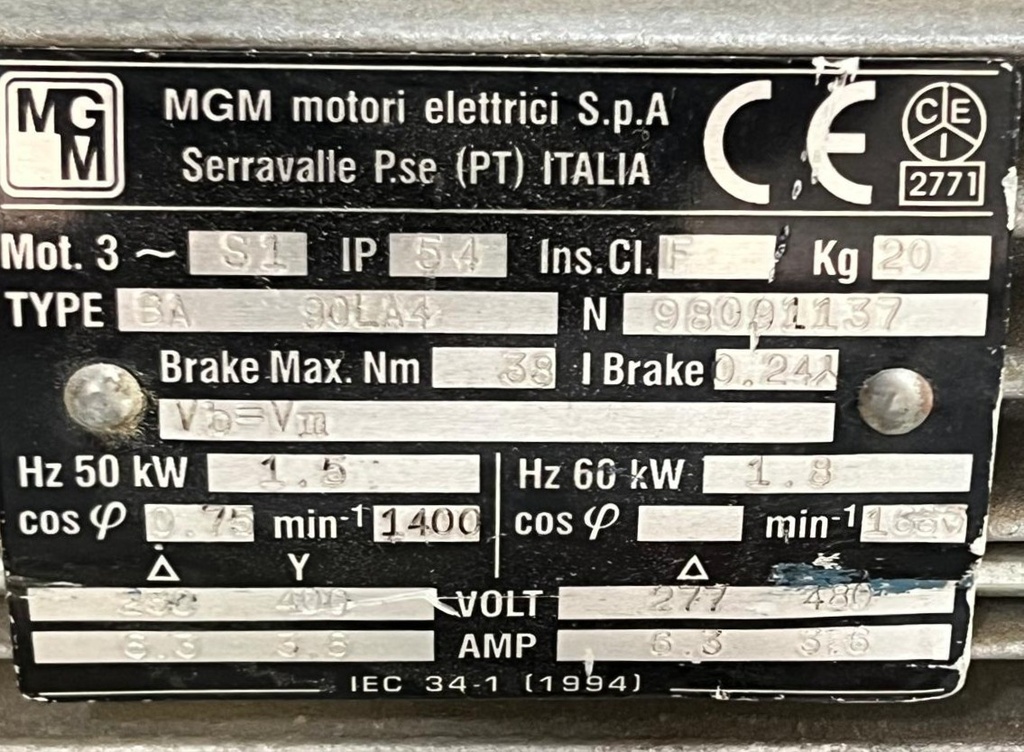 MGM
MGM motori elettrici S.p.A
Serravalle P.se (PT) ITALIA
CE
CEI
2771
Mot. 3 ~ S1 IP 54 Ins.Cl. F Kg 20
TYPE BA 90LA4 N 98091137
Brake Max. Nm 38 I Brake 0.24A
Vb=Vm
Hz 50 kW 1.5 Hz 60 kW 1.8
cos φ 0.75 min-1 1400 cos φ min-1
Δ Y Δ
230 400 VOLT 277 480
6.3 3.6 AMP 6.3 3.6
IEC 34-1 (1994)